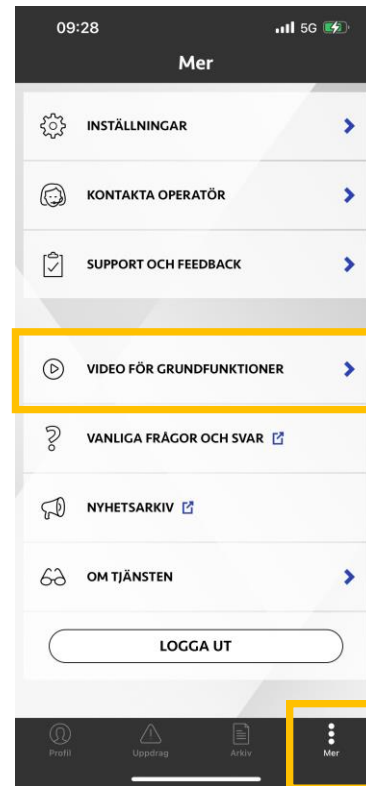 09:28
5G
Mer
INSTÄLLNINGAR
KONTAKTA OPERATÖR
SUPPORT OCH FEEDBACK
VIDEO FÖR GRUNDFUNKTIONER
VANLIGA FRÅGOR OCH SVAR
NYHETSARKIV
OM TJÄNSTEN
LOGGA UT
Profil Uppdrag Arkiv Mer